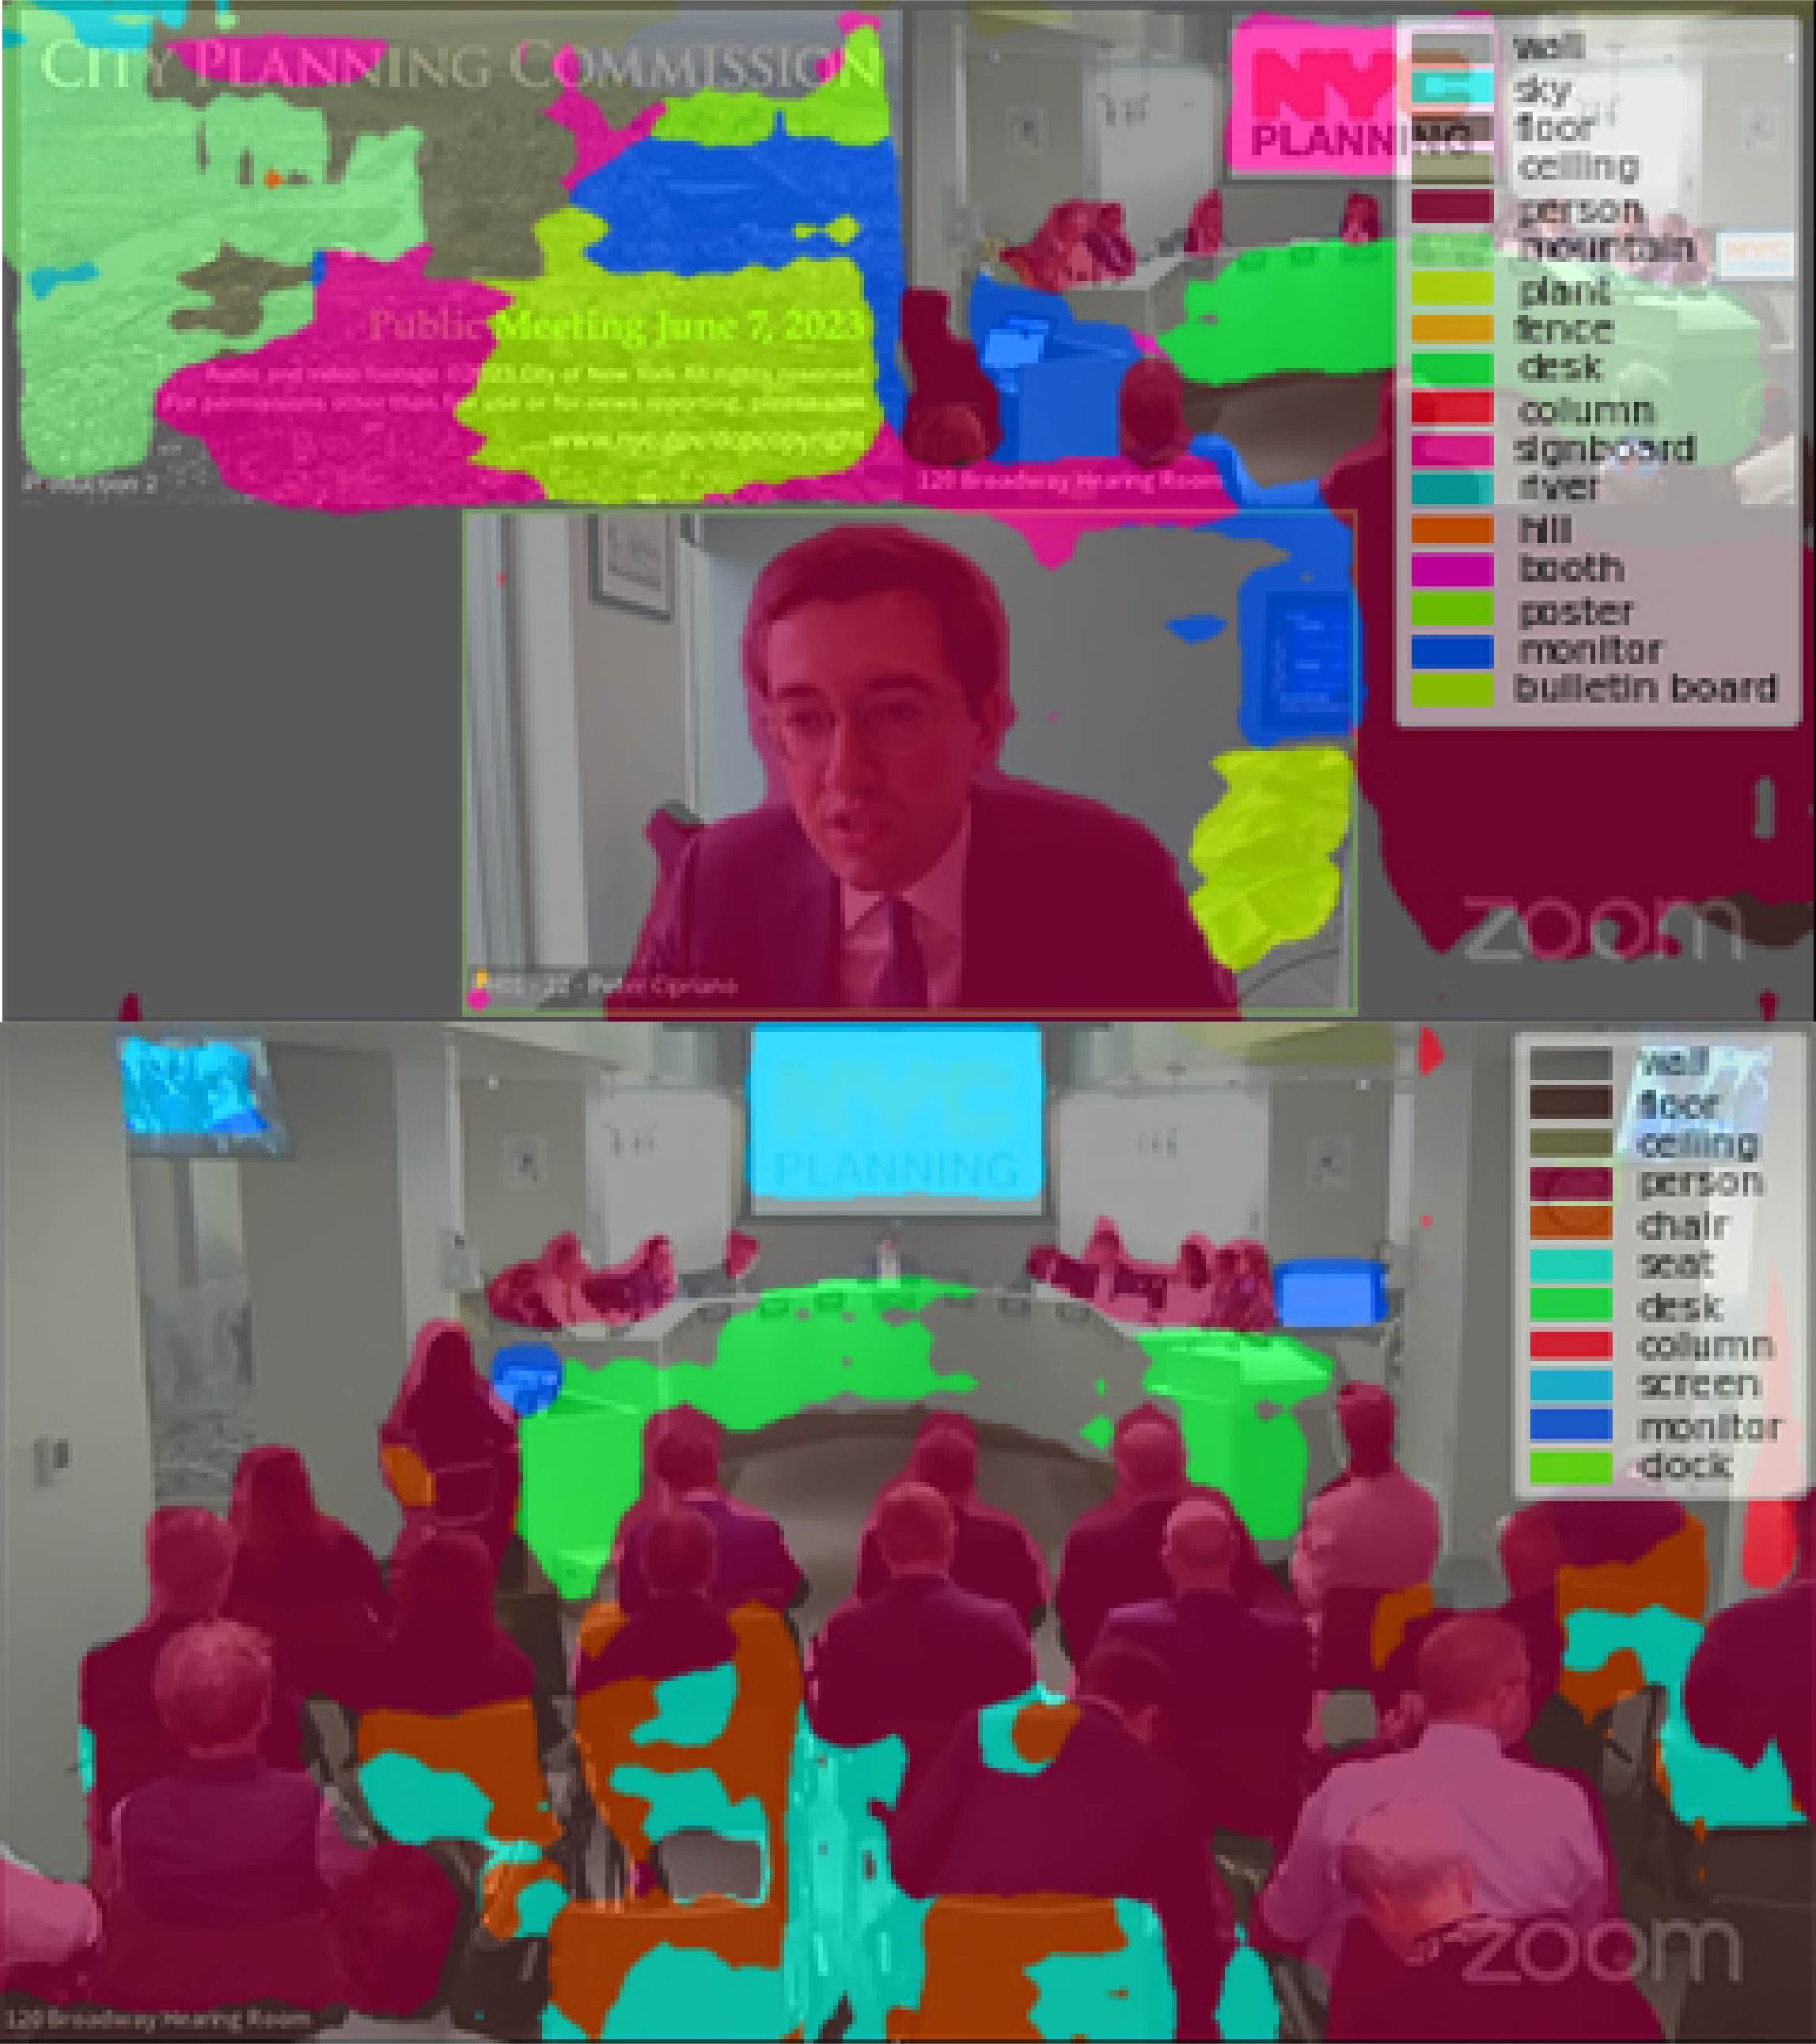 CITY PLANNING COMMISSION
Public Meeting June 7, 2023
Audio and video footage © 2023 City of New York All rights reserved
For permissions other than use or for news reporting, please
www.nyc.gov/dcpcopyright
Production 2
NYC
PLANNING
120 Broadway Hearing Room
wall
sky
floor
ceiling
person
mountain
plant
fence
desk
column
signboard
river
hill
booth
poster
monitor
bulletin board
22 - Peter Cipriano
zoom
NYC
PLANNING
wall
floor
ceiling
person
chair
seat
desk
column
screen
monitor
dock
120 Broadway Hearing Room
zoom